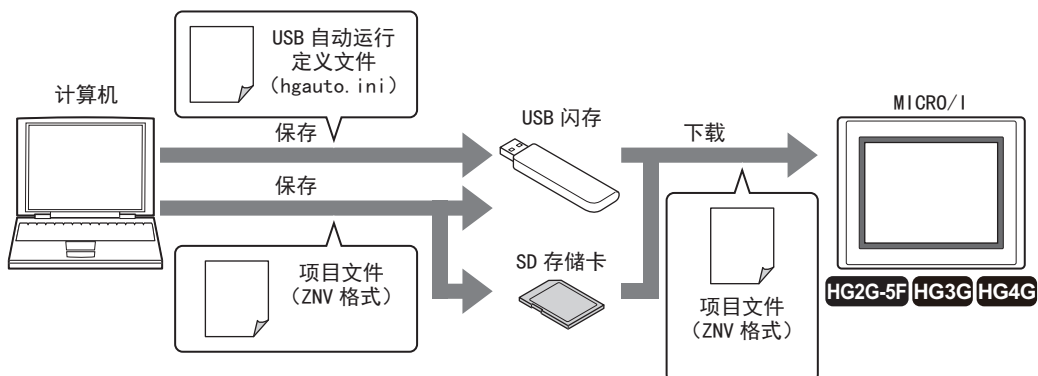 USB 自动运行
定义文件
（hgauto.ini）
计算机
保存
USB 闪存
下载
MICRO/I
保存
项目文件
（ZNV 格式）
SD 存储卡
项目文件
（ZNV 格式）
HG2G-5F HG3G HG4G